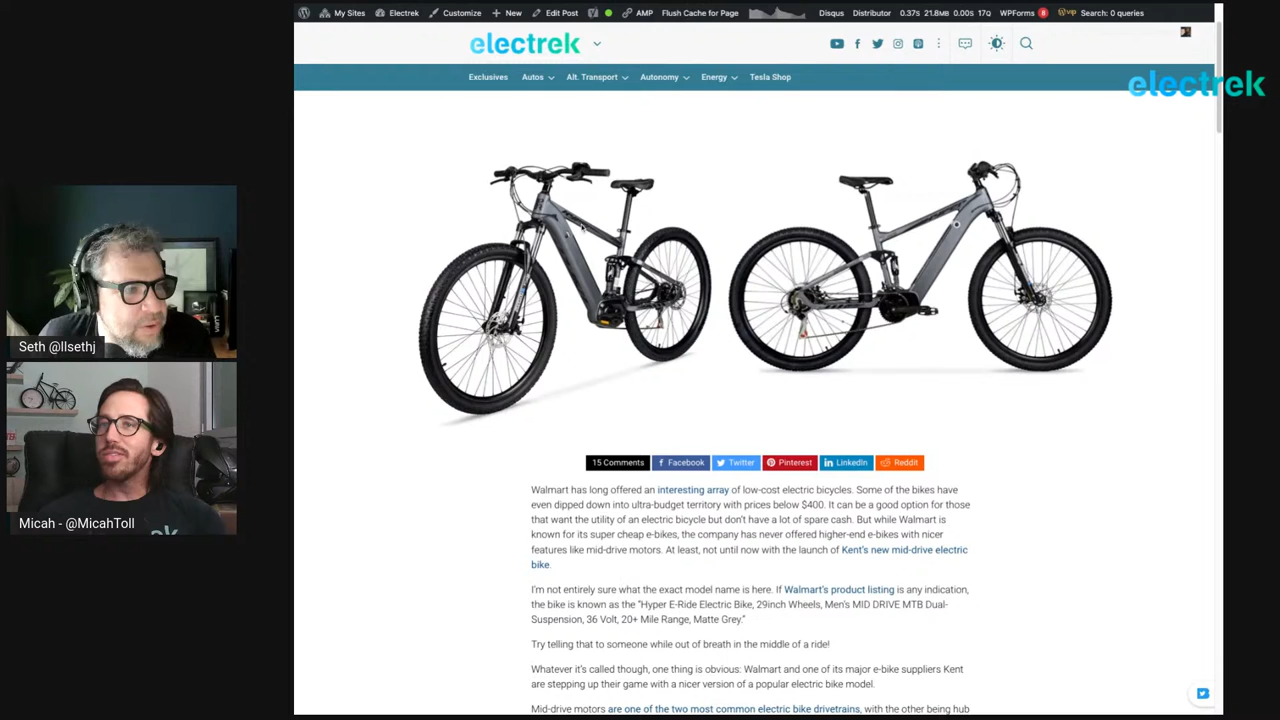 My Sites Electrek Customize New Edit Post AMP Flush Cache for Page Disqus Distributor 0.37s 21.8MB 0.00s 17Q WPForms 8 vip Search: 0 queries
electrek
Exclusives Autos Alt. Transport Autonomy Energy Tesla Shop
electrek
Seth @llsethj
Micah - @MicahToll
15 Comments Facebook Twitter Pinterest LinkedIn Reddit
Walmart has long offered an interesting array of low-cost electric bicycles. Some of the bikes have
even dipped down into ultra-budget territory with prices below $400. It can be a good option for those
that want the utility of an electric bicycle but don't have a lot of spare cash. But while Walmart is
known for its super cheap e-bikes, the company has never offered higher-end e-bikes with nicer
features like mid-drive motors. At least, not until now with the launch of Kent's new mid-drive electric
bike.
I'm not entirely sure what the exact model name is here. If Walmart's product listing is any indication,
the bike is known as the "Hyper E-Ride Electric Bike, 29inch Wheels, Men's MID DRIVE MTB Dual-
Suspension, 36 Volt, 20+ Mile Range, Matte Grey."
Try telling that to someone while out of breath in the middle of a ride!
Whatever it's called though, one thing is obvious: Walmart and one of its major e-bike suppliers Kent
are stepping up their game with a nicer version of a popular electric bike model.
Mid-drive motors are one of the two most common electric bike drivetrains, with the other being hub